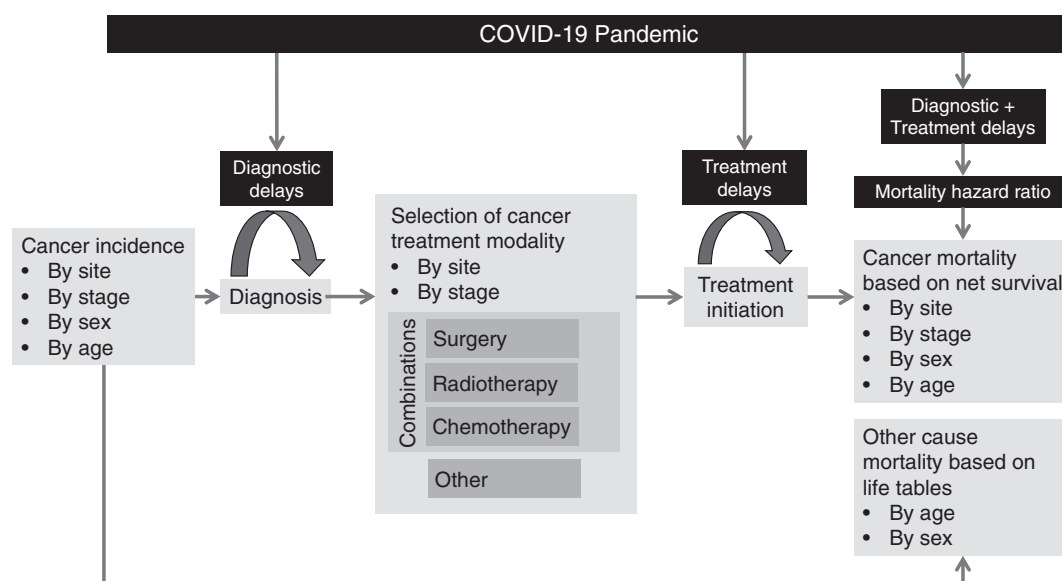 COVID-19 Pandemic
Diagnostic +
Treatment delays
Diagnostic
delays
Treatment
delays
Mortality hazard ratio
Cancer incidence
• By site
• By stage
• By sex
• By age
Diagnosis
Selection of cancer
treatment modality
• By site
• By stage
Combinations
Surgery
Radiotherapy
Chemotherapy
Other
Treatment
initiation
Cancer mortality
based on net survival
• By site
• By stage
• By sex
• By age
Other cause
mortality based on
life tables
• By age
• By sex